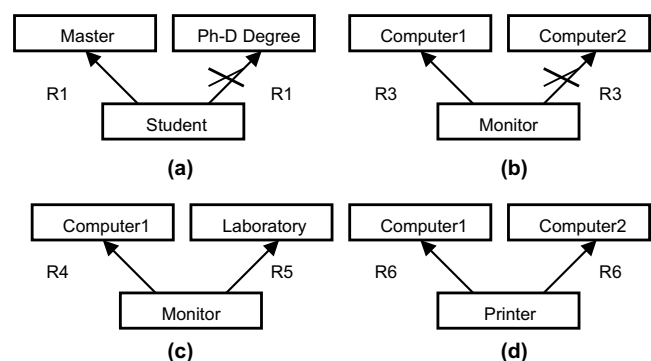 Master Ph-D Degree Computer1 Computer2
R1 R1 R3 R3
Student Monitor
(a) (b)
Computer1 Laboratory Computer1 Computer2
R4 R5 R6 R6
Monitor Printer
(c) (d)